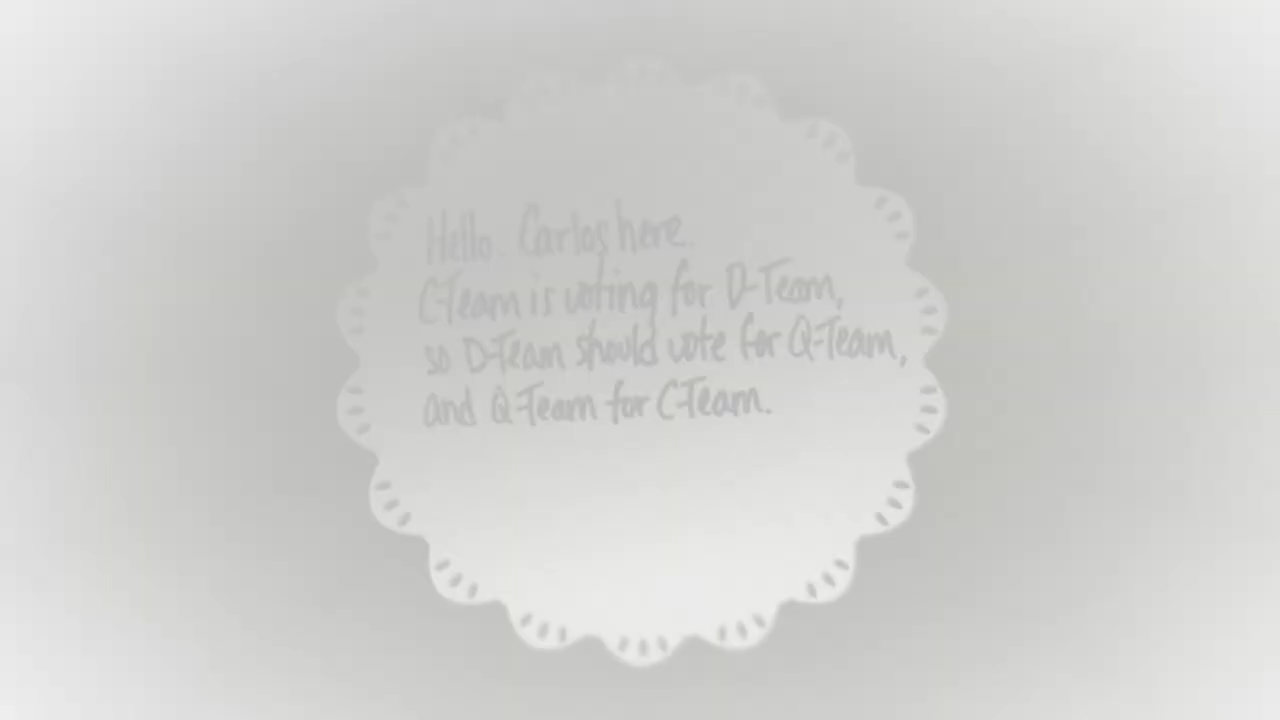 Hello. Carlos here.
C-Team is voting for D-Team,
so D-Team should vote for Q-Team,
and Q-Team for C-Team.